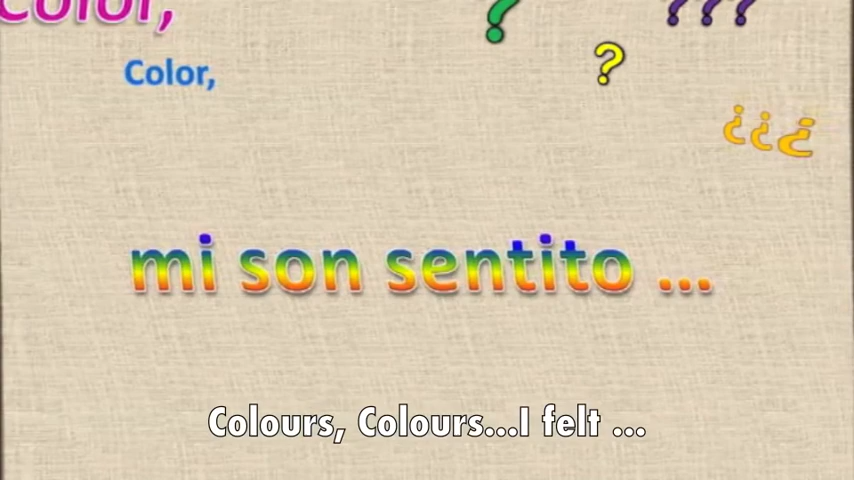 Color,
?
???
Color,
?
¿¿¿
mi son sentito ...
Colours, Colours...I felt ...